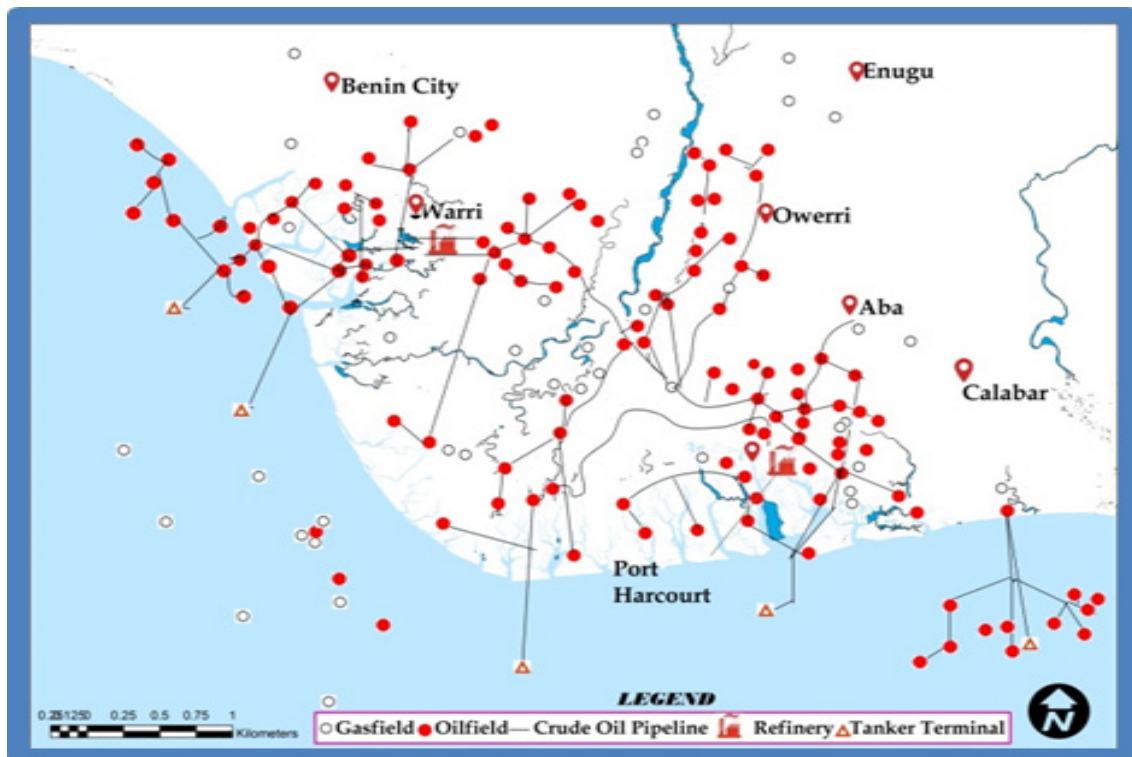 Benin City
Enugu
Warri
Owerri
Aba
Calabar
Port
Harcourt
LEGEND
0.25 0.5 0.75 1
Kilometers
Gasfield Oilfield Crude Oil Pipeline Refinery Tanker Terminal
N